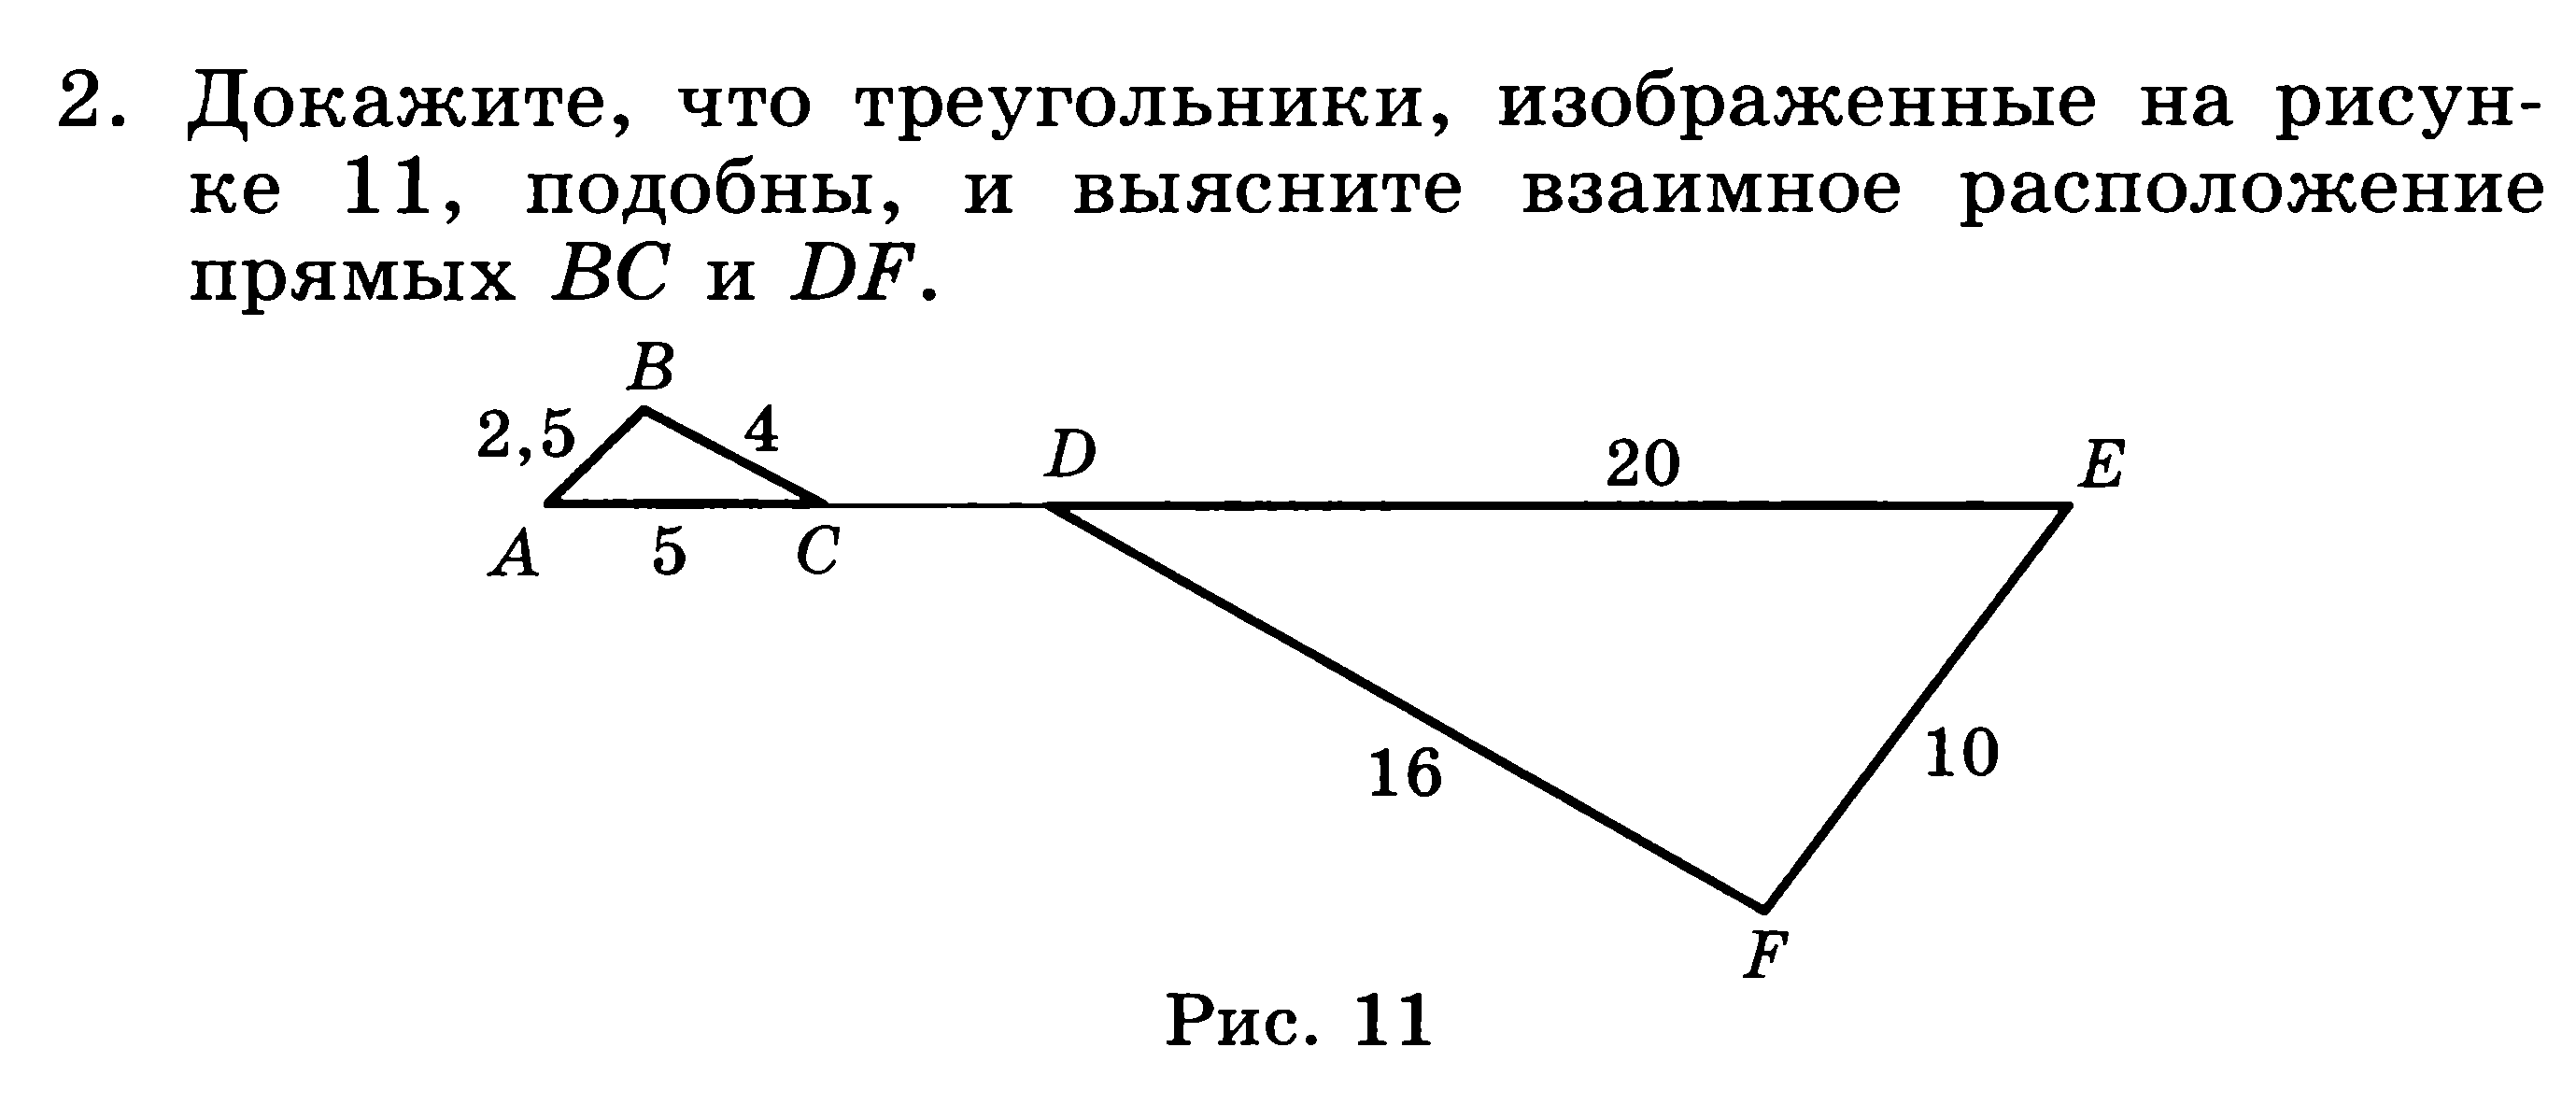 2. Докажите, что треугольники, изображенные на рисун-
ке 11, подобны, и выясните взаимное расположение
прямых BC и DF.
B
2,5
4
D
20
E
A
5
C
16
10
F
Рис. 11